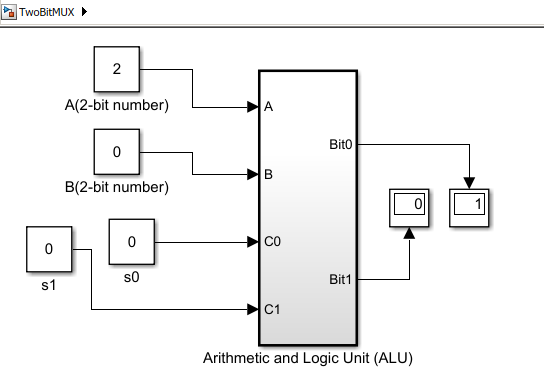 TwoBitMUX
2
A(2-bit number)
A
Bit0
0
B(2-bit number)
B
0
1
0
s0
C0
0
s1
Bit1
C1
Arithmetic and Logic Unit (ALU)